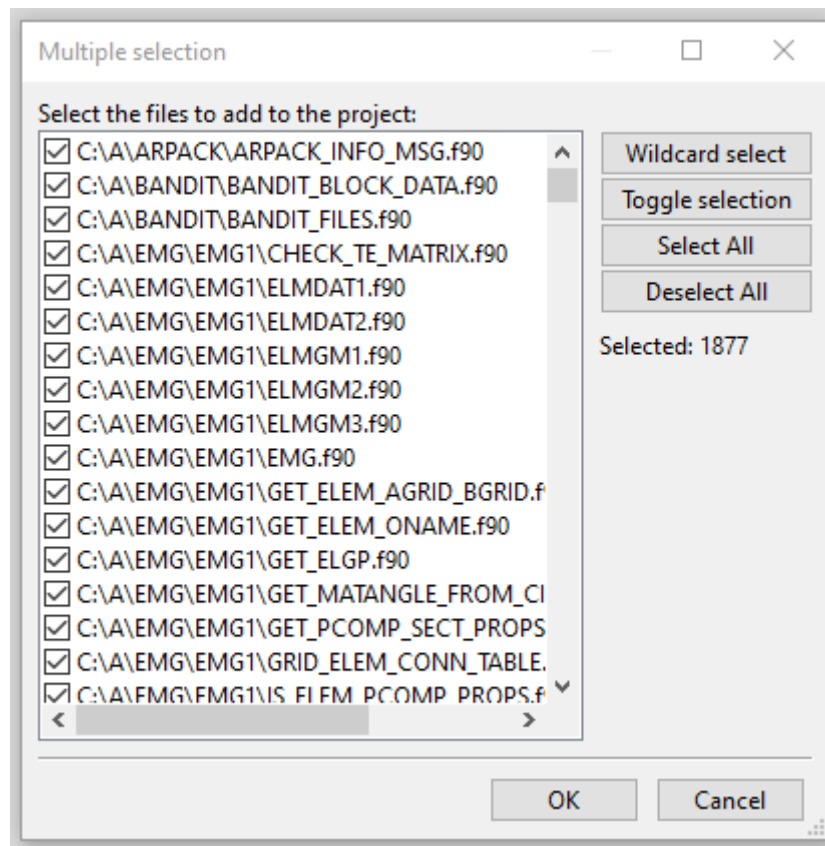 Multiple selection
Select the files to add to the project:
C:\A\ARPACK\ARPACK_INFO_MSG.f90
C:\A\BANDIT\BANDIT_BLOCK_DATA.f90
C:\A\BANDIT\BANDIT_FILES.f90
C:\A\EMG\EMG1\CHECK_TE_MATRIX.f90
C:\A\EMG\EMG1\ELMDAT1.f90
C:\A\EMG\EMG1\ELMDAT2.f90
C:\A\EMG\EMG1\ELMGM1.f90
C:\A\EMG\EMG1\ELMGM2.f90
C:\A\EMG\EMG1\ELMGM3.f90
C:\A\EMG\EMG1\EMG.f90
C:\A\EMG\EMG1\GET_ELEM_AGRID_BGRID.f
C:\A\EMG\EMG1\GET_ELEM_ONAME.f90
C:\A\EMG\EMG1\GET_ELGP.f90
C:\A\EMG\EMG1\GET_MATANGLE_FROM_CI
C:\A\EMG\EMG1\GET_PCOMP_SECT_PROPS
C:\A\EMG\EMG1\GRID_ELEM_CONN_TABLE.
C:\A\EMG\EMG1\IS_ELEM_PCOMP_PROPS.f
Wildcard select
Toggle selection
Select All
Deselect All
Selected: 1877
OK
Cancel